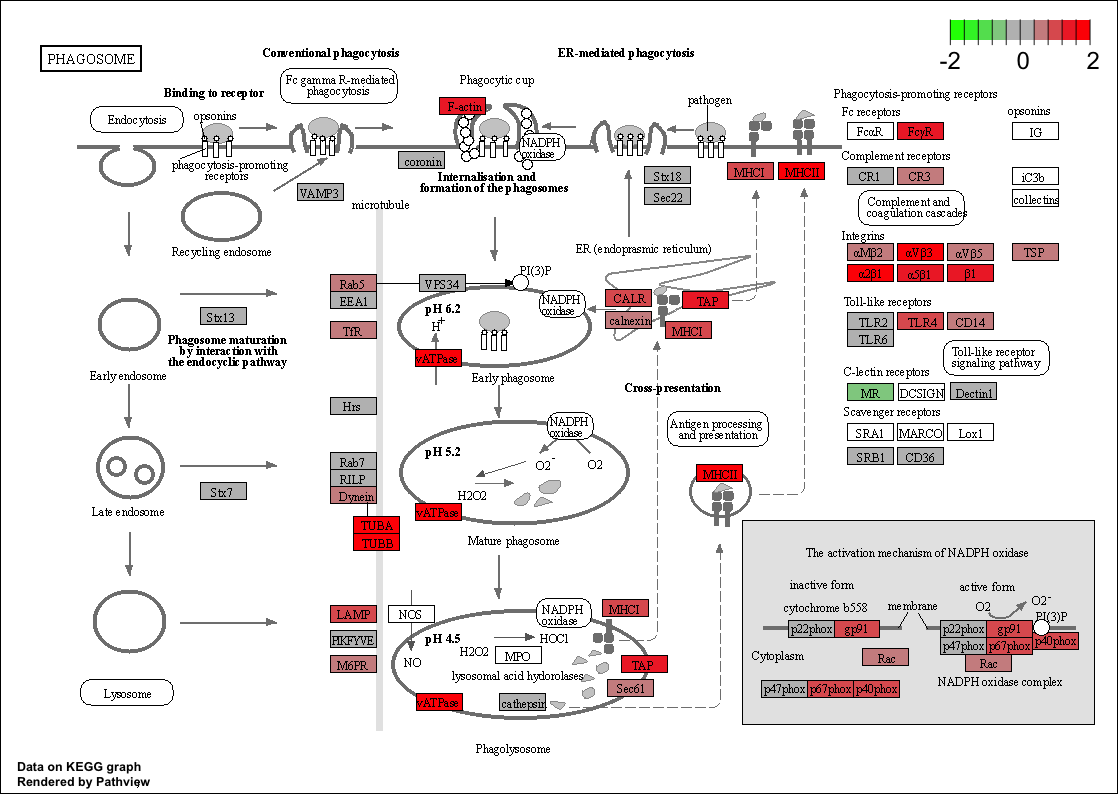 PHAGOSOME
Conventional phagocytosis
ER-mediated phagocytosis
-2 0 2
Binding to receptor
Fc gamma R-mediated
phagocytosis
Phagocytic cup
Endocytosis
opsonins
F-actin
pathogen
NADPH
oxidase
coronin
phagocytosis-promoting
receptors
VAMP3
microtubule
Internalisation and
formation of the phagosomes
Stx18
Sec22
MHCI
MHCII
Recycling endosome
ER (endoprasmic reticulum)
Phagocytosis-promoting receptors
Fc receptors
opsonins
FcαR
FcγR
IG
Complement receptors
CR1
CR3
iC3b
collectins
Complement and
coagulation cascades
Integrins
αMβ2
αVβ3
αVβ5
TSP
α2β1
α5β1
β1
Toll-like receptors
TLR2
TLR4
CD14
TLR6
Toll-like receptor
signaling pathway
C-lectin receptors
MR
DCSIGN
Dectin1
Scavenger receptors
SRA1
MARCO
Lox1
SRB1
CD36
Rab5
EEA1
VPS34
PI(3)P
TfR
Stx13
Phagosome maturation
by interaction with
the endocyclic pathway
Early endosome
pH 6.2
H+
NADPH
oxidase
vATPase
Early phagosome
CALR
calnexin
TAP
MHCI
Cross-presentation
Hrs
Antigen processing
and presentation
NADPH
oxidase
pH 5.2
O2-
O2
H2O2
vATPase
Mature phagosome
Rab7
RILP
Dynein
Stx7
Late endosome
TUBA
TUBB
MHCII
LAMP
PIKFYVE
M6PR
NOS
NO
NADPH
oxidase
MHCI
pH 4.5
HOCl
H2O2
MPO
lysosomal acid hydorolases
TAP
Sec61
vATPase
cathepsin
Lysosome
Phagolysosome
The activation mechanism of NADPH oxidase
inactive form
active form
cytochrome b558
membrane
O2
O2-
PI(3)P
p22phox
gp91
p22phox
gp91
p47phox
p67phox
p40phox
Cytoplasm
Rac
Rac
p47phox
p67phox
p40phox
NADPH oxidase complex
Data on KEGG graph
Rendered by Pathview